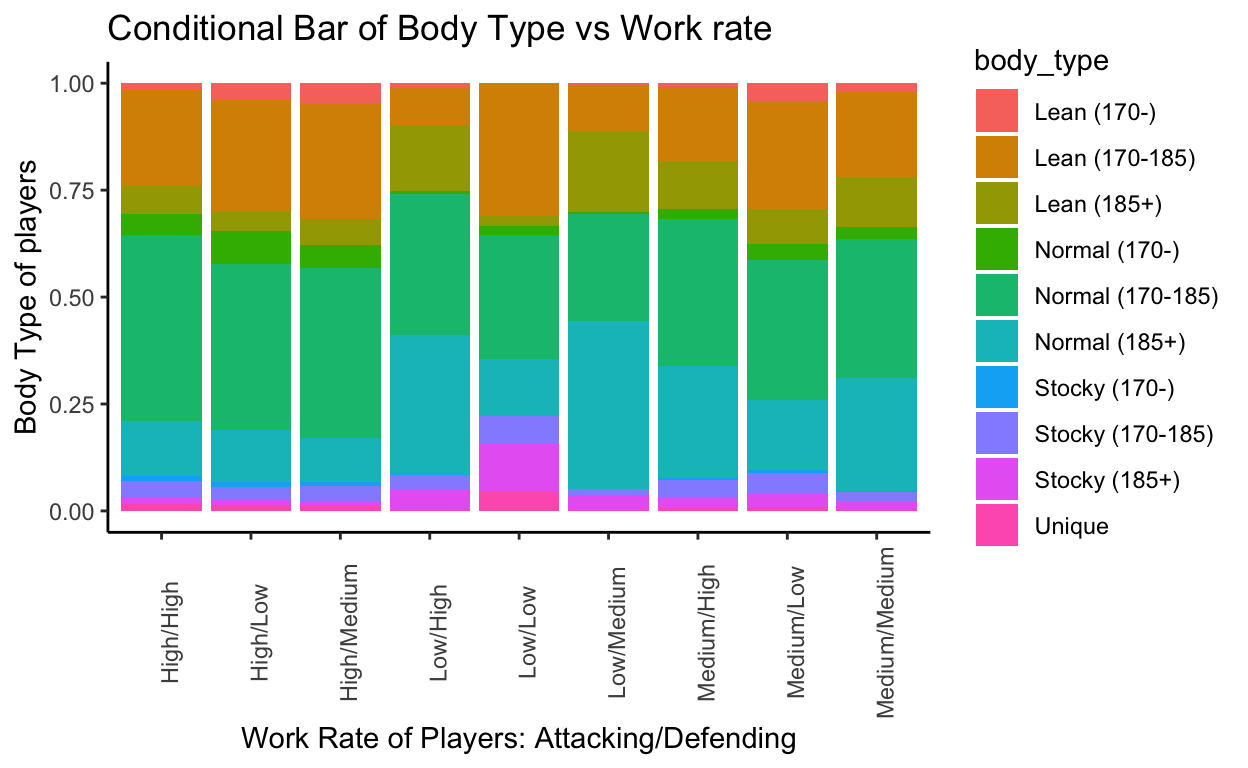 Conditional Bar of Body Type vs Work rate
Body Type of players
1.00
0.75
0.50
0.25
0.00
High/High
High/Low
High/Medium
Low/High
Low/Low
Low/Medium
Medium/High
Medium/Low
Medium/Medium
Work Rate of Players: Attacking/Defending
body_type
Lean (170-)
Lean (170-185)
Lean (185+)
Normal (170-)
Normal (170-185)
Normal (185+)
Stocky (170-)
Stocky (170-185)
Stocky (185+)
Unique